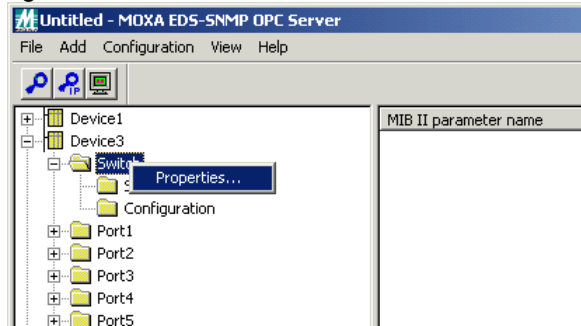 Untitled - MOXA EDS-SNMP OPC Server
File Add Configuration View Help
IP
Device1 MIB II parameter name
Device3
Switch
Properties...
Configuration
Port1
Port2
Port3
Port4
Port5